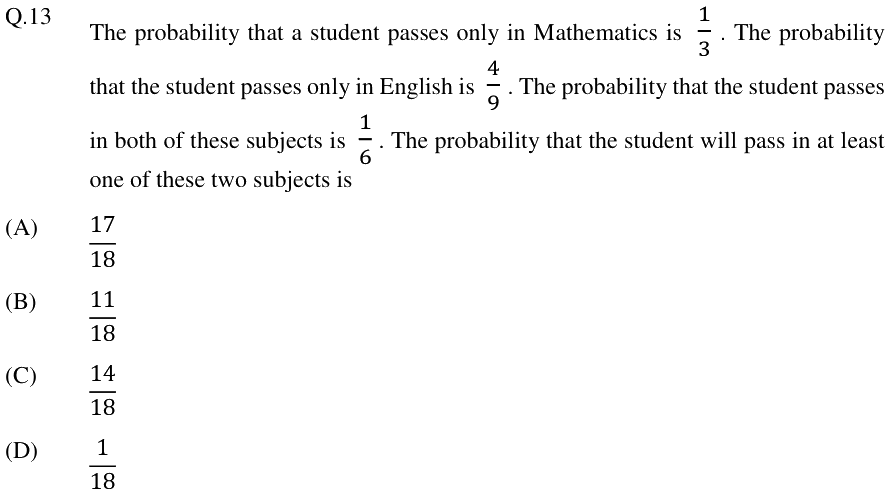 Q.13 The probability that a student passes only in Mathematics is 1/3 . The probability
that the student passes only in English is 4/9 . The probability that the student passes
in both of these subjects is 1/6 . The probability that the student will pass in at least
one of these two subjects is
(A) 17/18
(B) 11/18
(C) 14/18
(D) 1/18